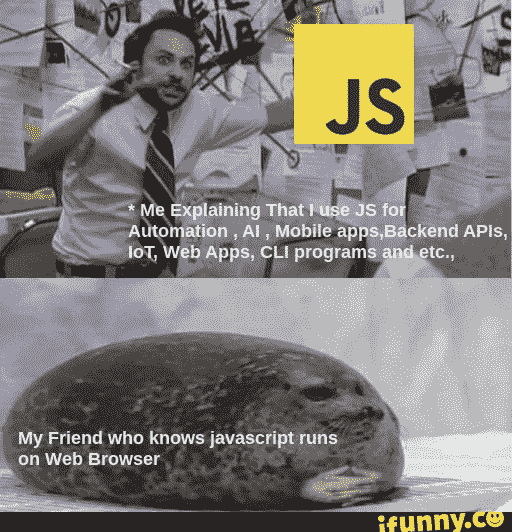 JS
* Me Explaining That I use JS for
Automation , AI , Mobile apps,Backend APIs,
IoT, Web Apps, CLI programs and etc.,
My Friend who knows javascript runs
on Web Browser
ifunny.co